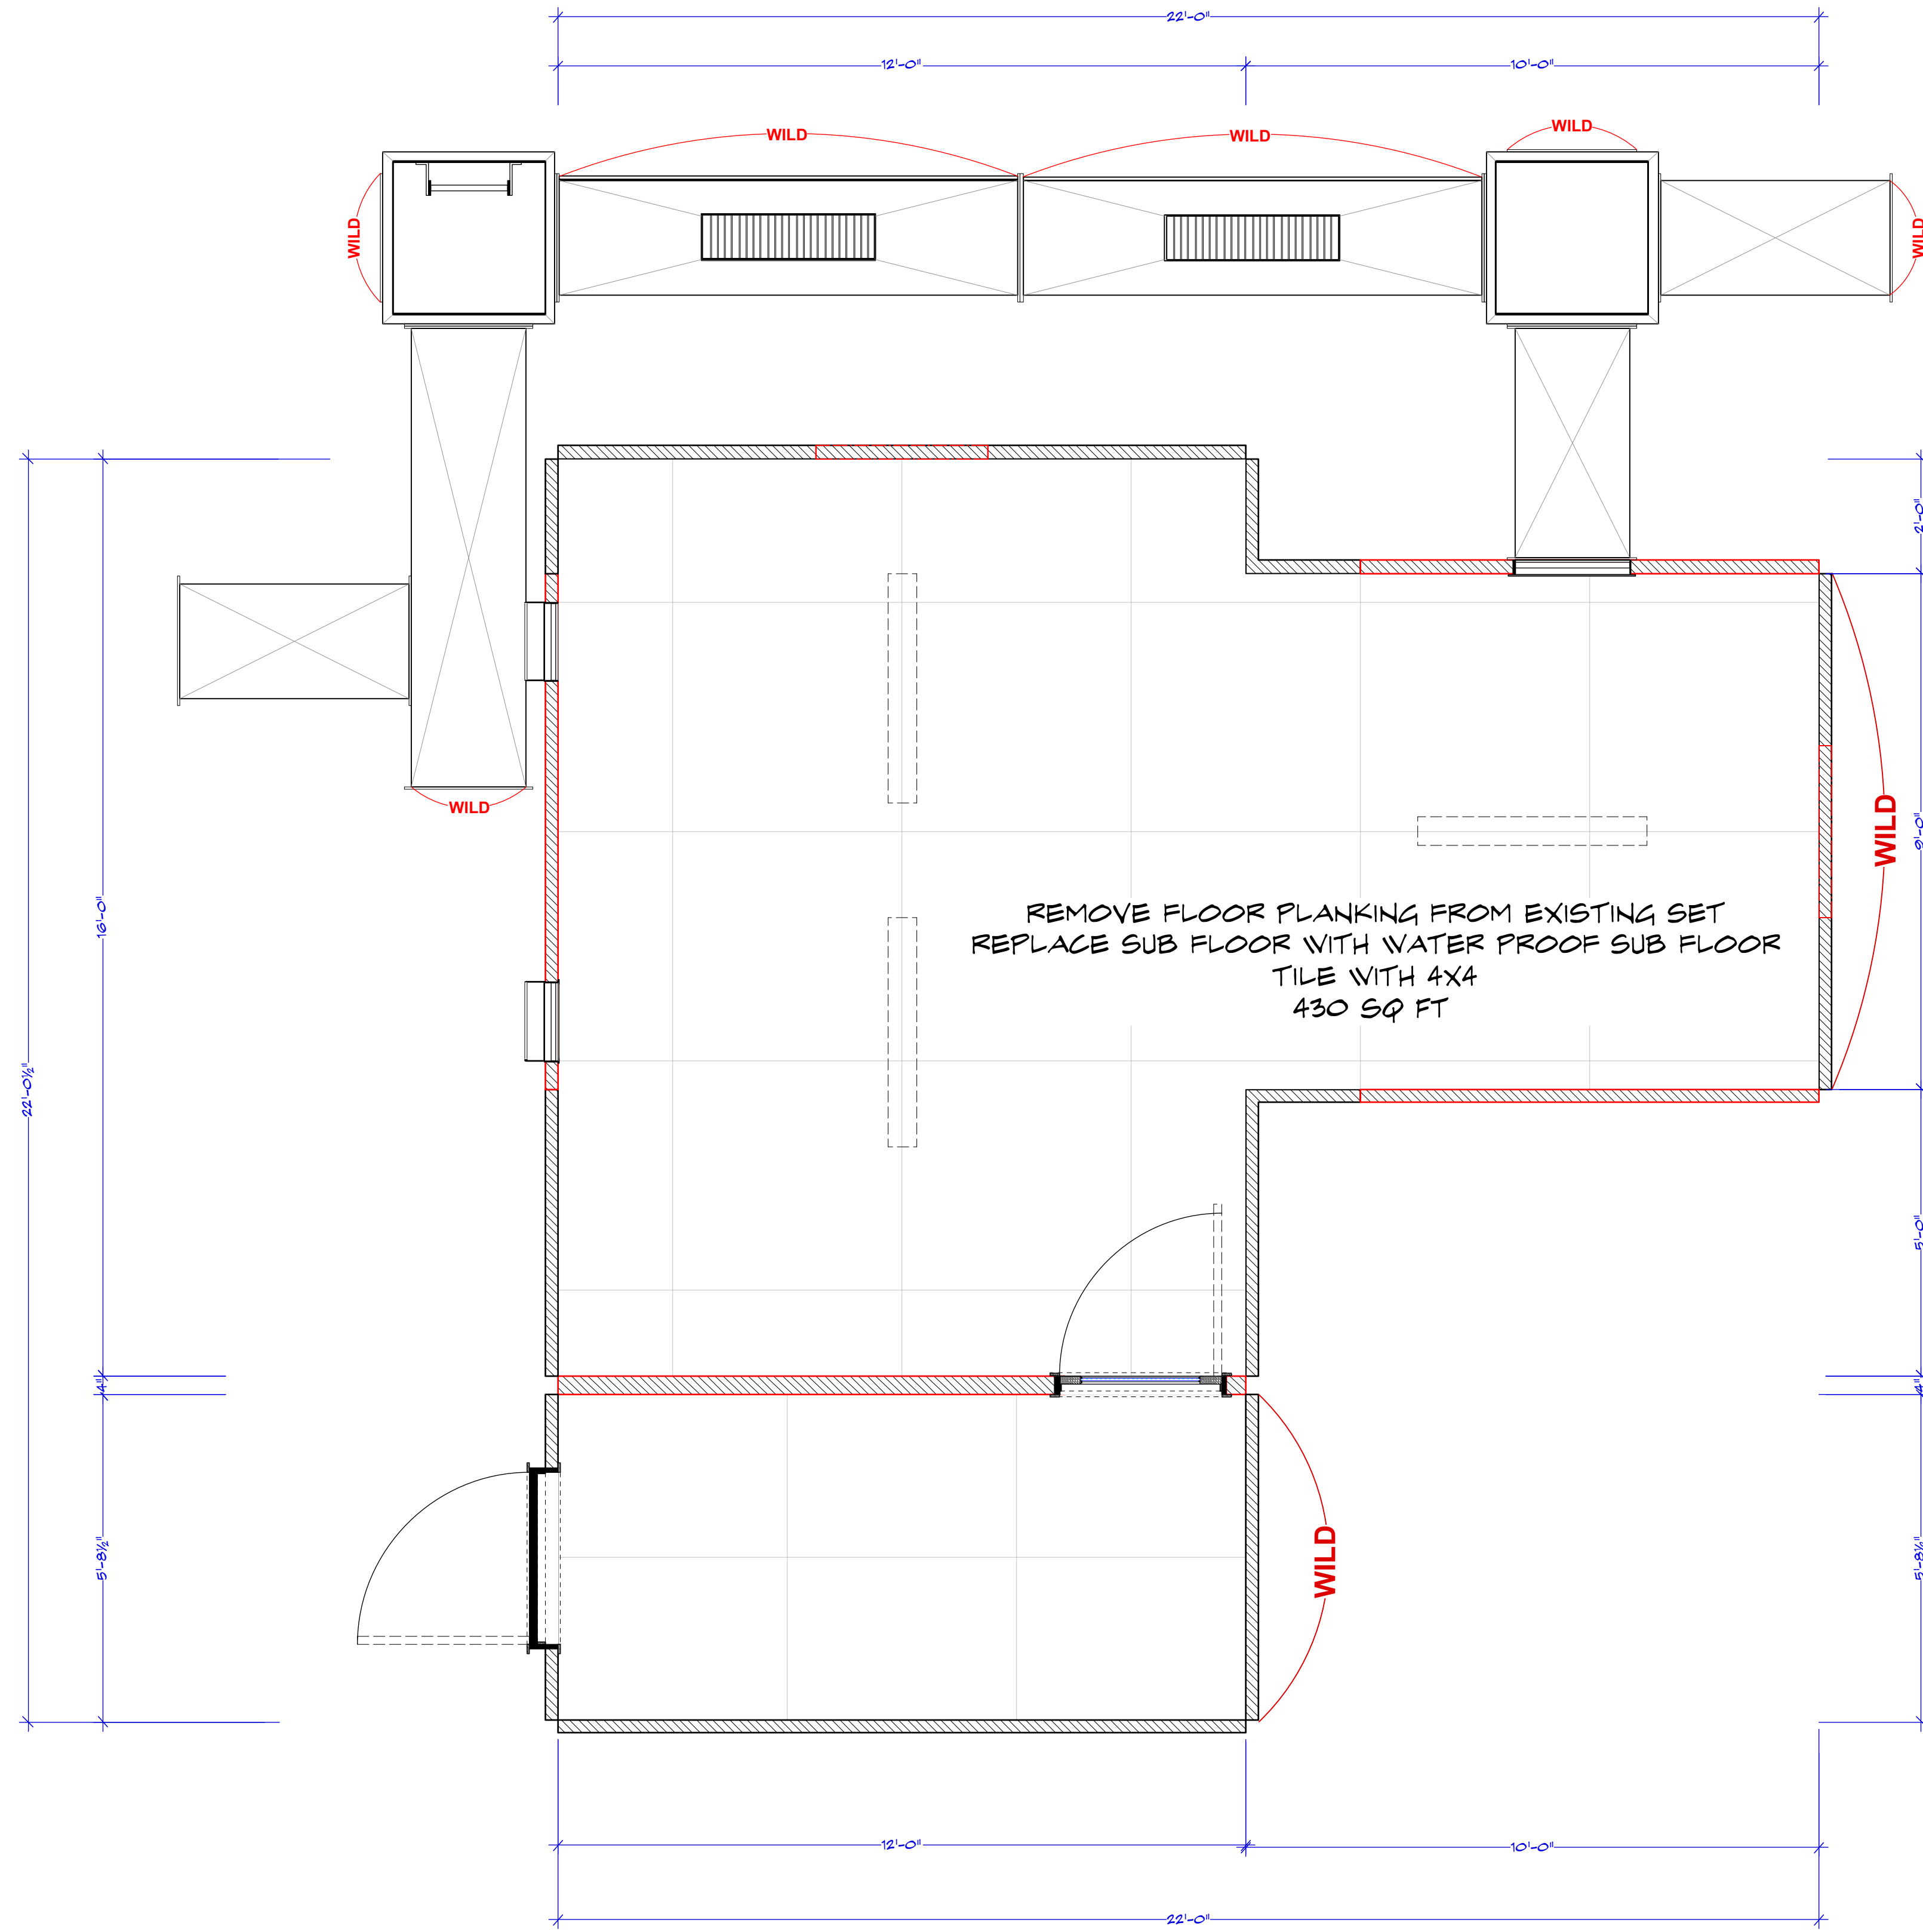 22'-0"
12'-0" 10'-0"
WILD WILD WILD
WILD WILD
2'-0"
WILD
16'-0"
WILD
9'-0"
REMOVE FLOOR PLANKING FROM EXISTING SET
REPLACE SUB FLOOR WITH WATER PROOF SUB FLOOR
TILE WITH 4X4
430 SQ FT
22'-0½"
5'-0"
4" 4"
5'-8½"
WILD
5'-8¼"
12'-0" 10'-0"
22'-0"